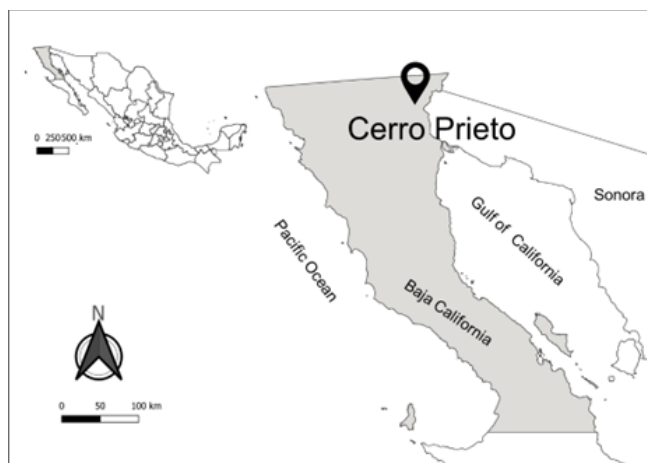 0 250500 km
Cerro Prieto
Sonora
Gulf of California
Pacific Ocean
Baja California
N
0 50 100 km